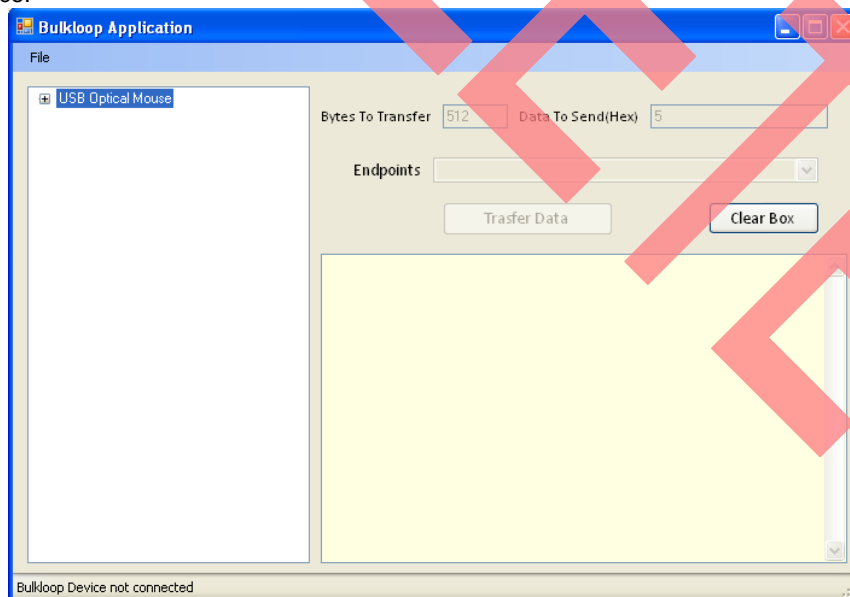 Bulkloop Application
File
USB Optical Mouse
Bytes To Transfer 512 Data To Send(Hex) 5
Endpoints
Trasfer Data Clear Box
Bulkloop Device not connected